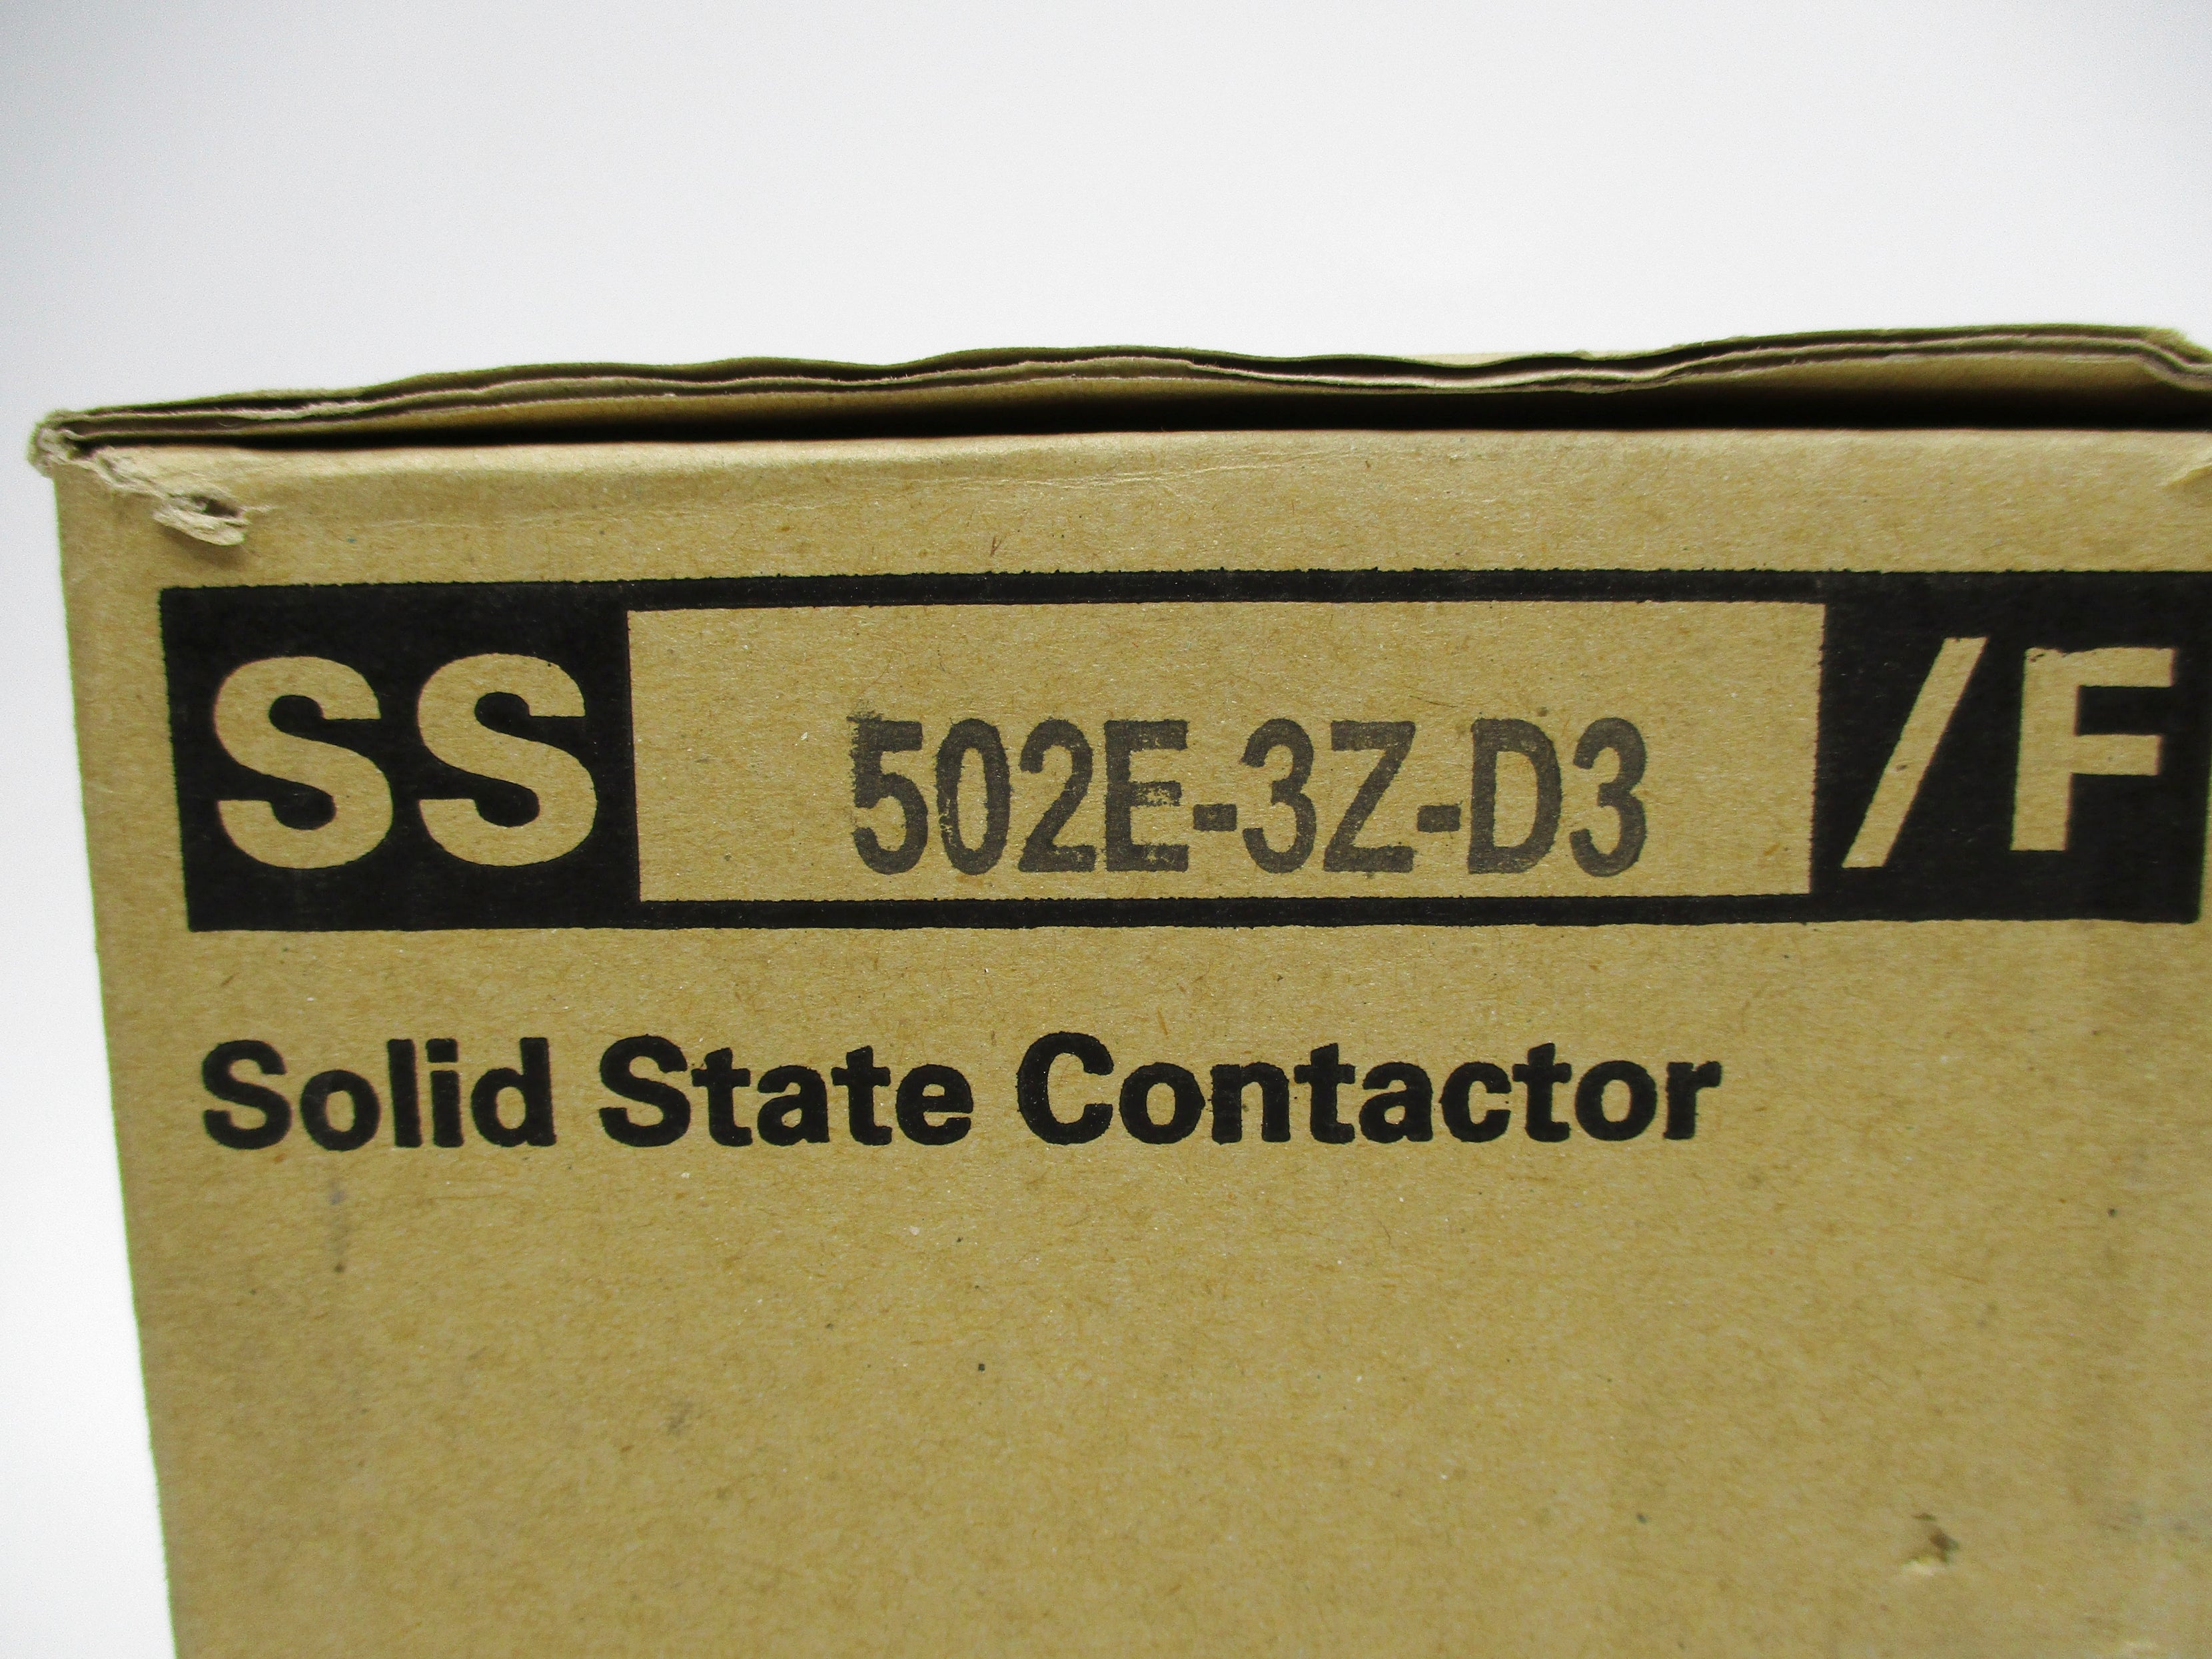 SS 502E-3Z-D3 /F
Solid State Contactor